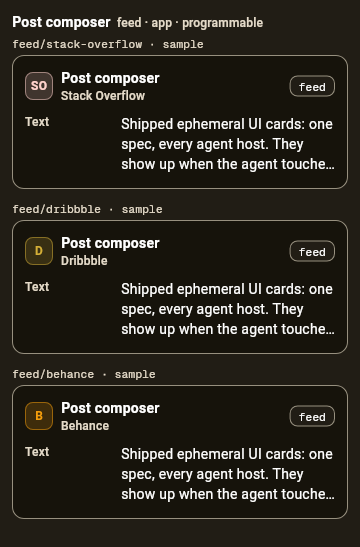 Post composer feed · app · programmable
feed/stack-overflow · sample
SO
Post composer
Stack Overflow
feed
Text
Shipped ephemeral UI cards: one
spec, every agent host. They
show up when the agent touche…
feed/dribbble · sample
D
Post composer
Dribbble
feed
Text
Shipped ephemeral UI cards: one
spec, every agent host. They
show up when the agent touche…
feed/behance · sample
B
Post composer
Behance
feed
Text
Shipped ephemeral UI cards: one
spec, every agent host. They
show up when the agent touche…